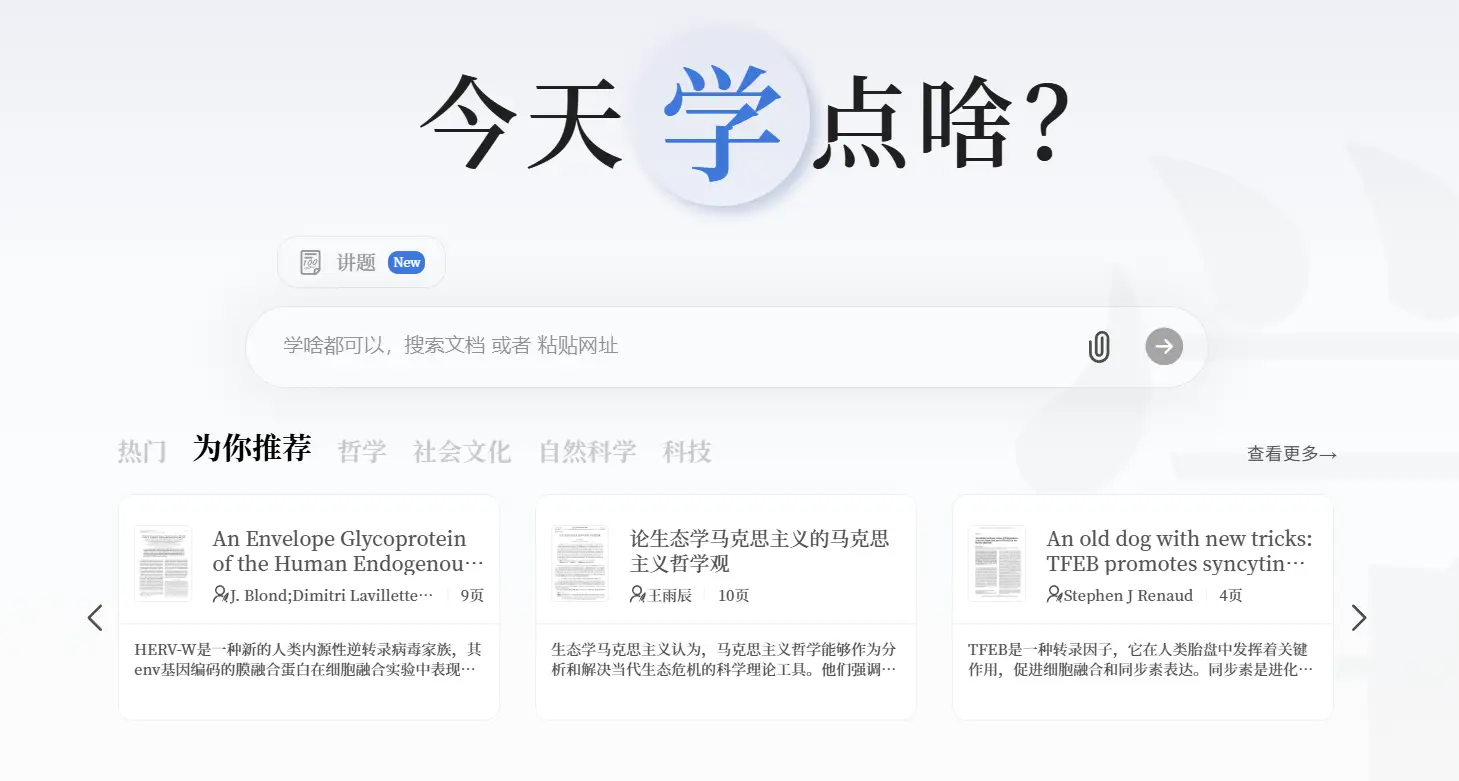 今天学点啥？
讲题 New
学啥都可以，搜索文档 或者 粘贴网址
热门 为你推荐 哲学 社会文化 自然科学 科技 查看更多→
An Envelope Glycoprotein
of the Human Endogenou…
J. Blond;Dimitri Lavillette… 9页
HERV-W是一种新的人类内源性逆转录病毒家族，其
env基因编码的膜融合蛋白在细胞融合实验中表现…
论生态学马克思主义的马克思
主义哲学观
王雨辰 10页
生态学马克思主义认为，马克思主义哲学能够作为分
析和解决当代生态危机的科学理论工具。他们强调…
An old dog with new tricks:
TFEB promotes syncytin…
Stephen J Renaud 4页
TFEB是一种转录因子，它在人类胎盘中发挥着关键
作用，促进细胞融合和同步素表达。同步素是进化…